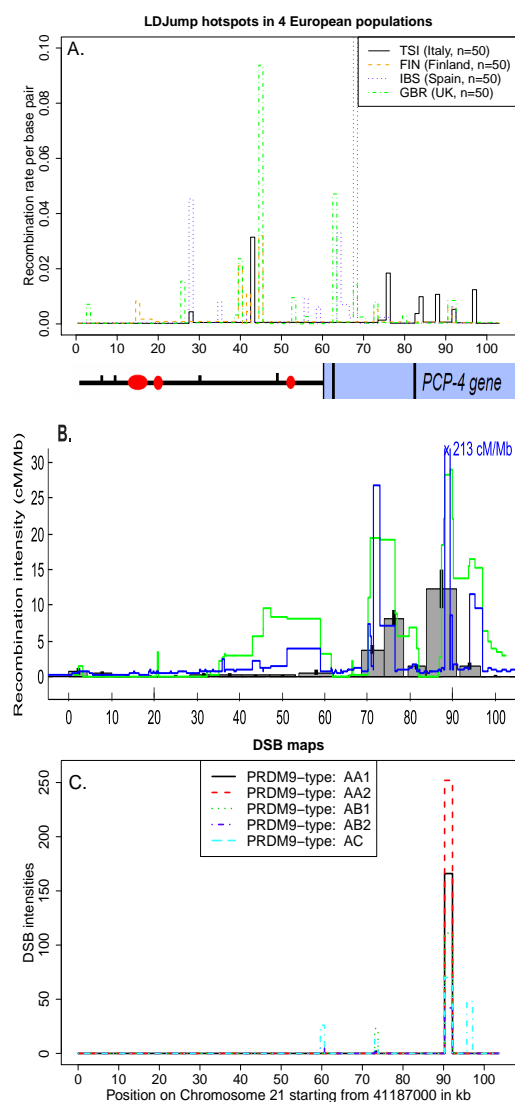 LDJump hotspots in 4 European populations
A.
TSI (Italy, n=50)
FIN (Finland, n=50)
IBS (Spain, n=50)
GBR (UK, n=50)
Recombination rate per base pair
0.00 0.02 0.04 0.06 0.08 0.10
0 10 20 30 40 50 60 70 80 90 100
PCP-4 gene
B.
x 213 cM/Mb
Recombination intensity (cM/Mb)
0 5 10 15 20 25 30
0 10 20 30 40 50 60 70 80 90 100
DSB maps
C.
PRDM9−type: AA1
PRDM9−type: AA2
PRDM9−type: AB1
PRDM9−type: AB2
PRDM9−type: AC
DSB intensities
0 50 100 150 200 250
0 10 20 30 40 50 60 70 80 90 100
Position on Chromosome 21 starting from 41187000 in kb